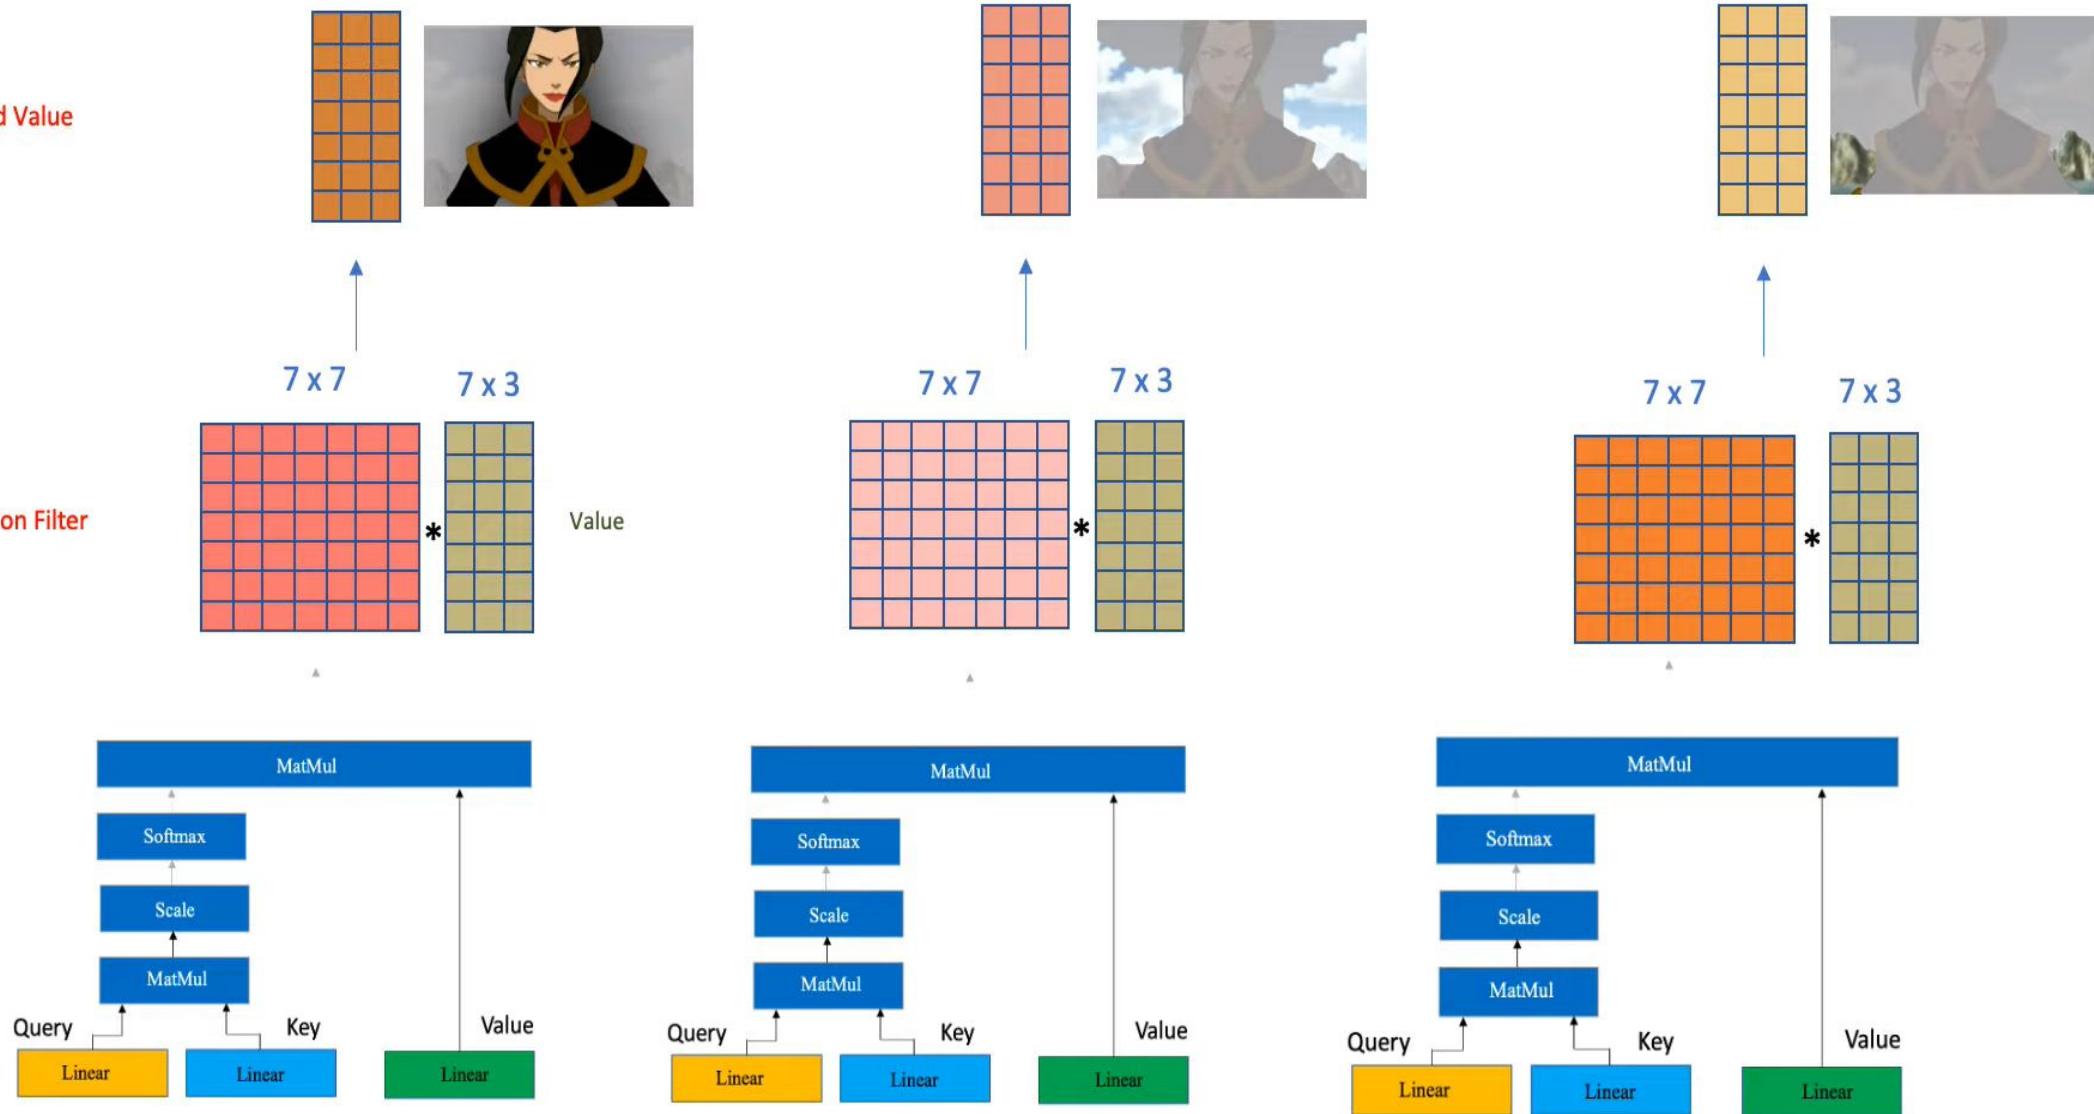 d Value
7 x 7
7 x 3
7 x 7
7 x 3
7 x 7
7 x 3
on Filter
*
Value
*
*
MatMul
Softmax
Scale
MatMul
Query
Key
Value
Linear
Linear
Linear
MatMul
Softmax
Scale
MatMul
Query
Key
Value
Linear
Linear
Linear
MatMul
Softmax
Scale
MatMul
Query
Key
Value
Linear
Linear
Linear